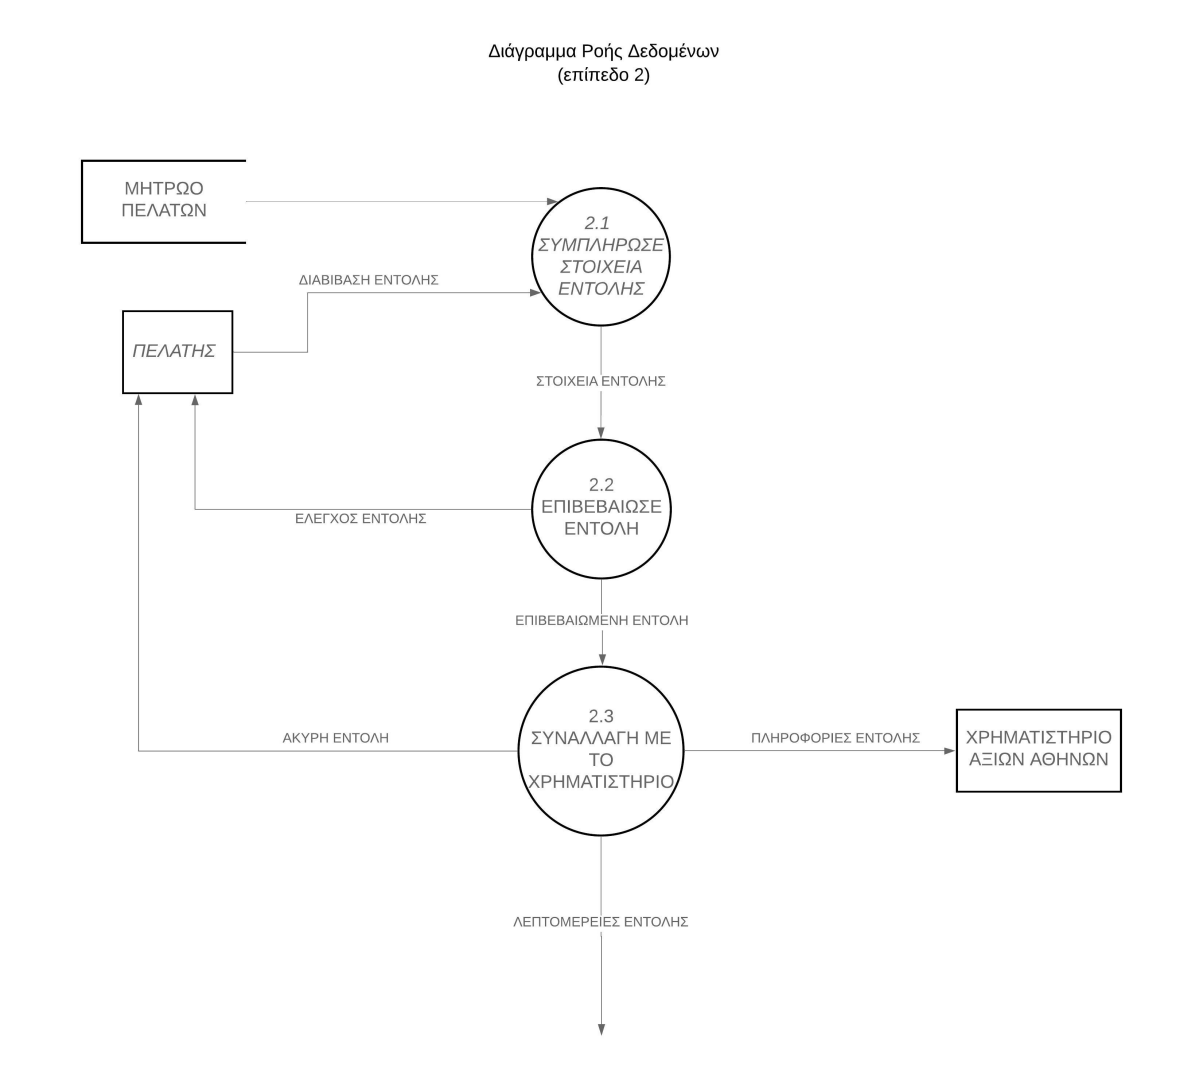 Διάγραμμα Ροής Δεδομένων
(επίπεδο 2)
ΜΗΤΡΩΟ
ΠΕΛΑΤΩΝ
2.1
ΣΥΜΠΛΗΡΩΣΕ
ΣΤΟΙΧΕΙΑ
ΕΝΤΟΛΗΣ
ΔΙΑΒΙΒΑΣΗ ΕΝΤΟΛΗΣ
ΠΕΛΑΤΗΣ
ΣΤΟΙΧΕΙΑ ΕΝΤΟΛΗΣ
2.2
ΕΠΙΒΕΒΑΙΩΣΕ
ΕΝΤΟΛΗ
ΕΛΕΓΧΟΣ ΕΝΤΟΛΗΣ
ΕΠΙΒΕΒΑΙΩΜΕΝΗ ΕΝΤΟΛΗ
2.3
ΣΥΝΑΛΛΑΓΗ ΜΕ
ΤΟ
ΧΡΗΜΑΤΙΣΤΗΡΙΟ
ΑΚΥΡΗ ΕΝΤΟΛΗ
ΠΛΗΡΟΦΟΡΙΕΣ ΕΝΤΟΛΗΣ
ΧΡΗΜΑΤΙΣΤΗΡΙΟ
ΑΞΙΩΝ ΑΘΗΝΩΝ
ΛΕΠΤΟΜΕΡΕΙΕΣ ΕΝΤΟΛΗΣ